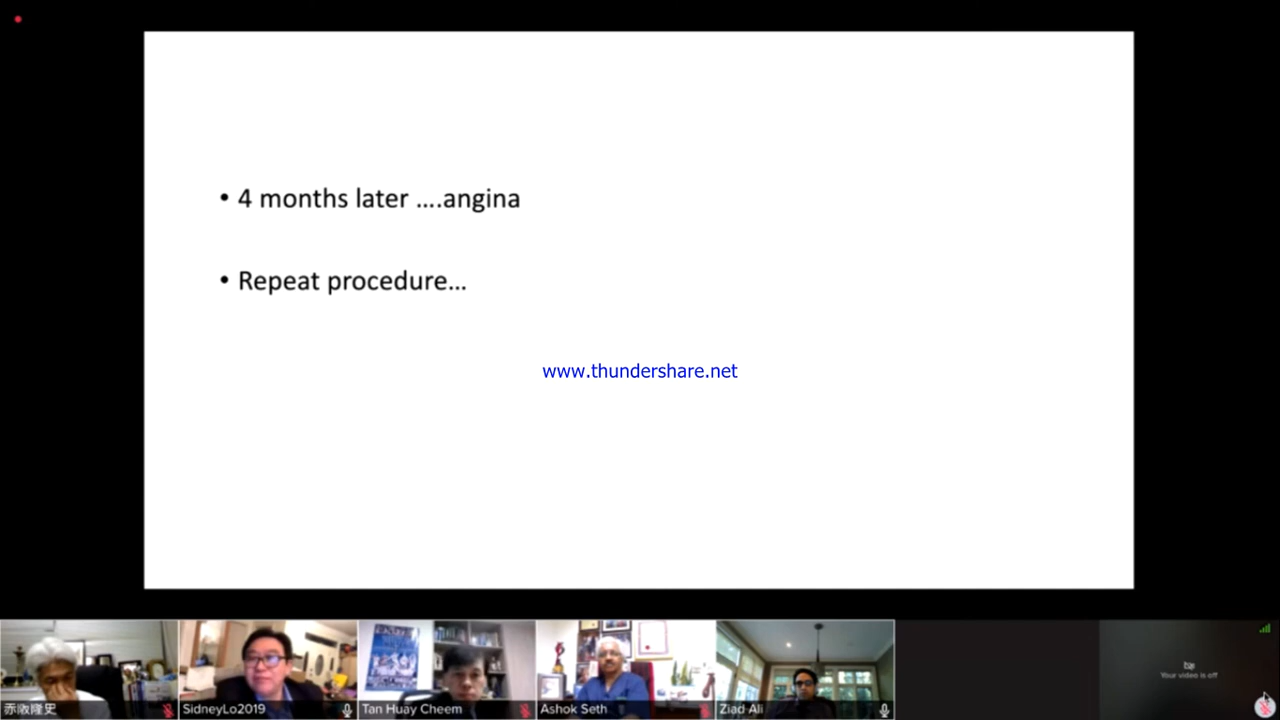 • 4 months later ....angina
• Repeat procedure...
www.thundershare.net
赤阪隆史
SidneyLo2019
Tan Huay Cheem
Ashok Seth
Ziad Ali
Your video is off